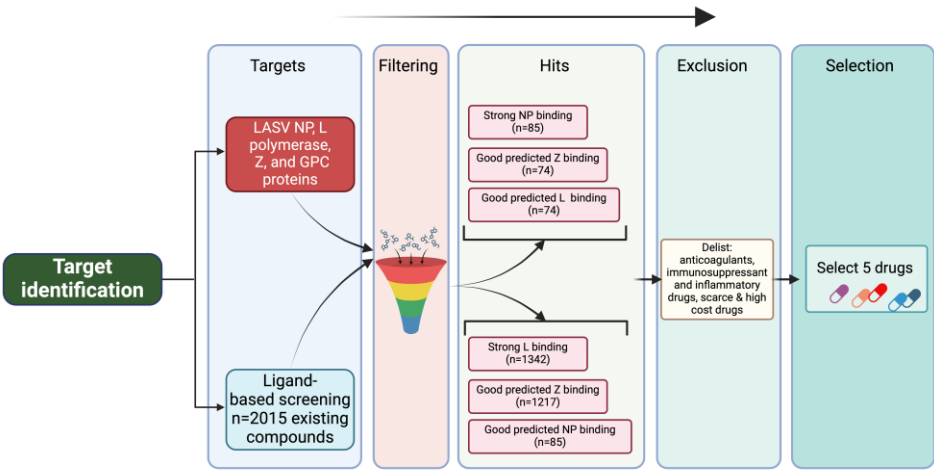 Targets
Filtering
Hits
Exclusion
Selection
Target
identification
LASV NP, L
polymerase,
Z, and GPC
proteins
Ligand-
based screening
n=2015 existing
compounds
Strong NP binding
(n=85)
Good predicted Z binding
(n=74)
Good predicted L binding
(n=74)
Strong L binding
(n=1342)
Good predicted Z binding
(n=1217)
Good predicted NP binding
(n=85)
Delist:
anticoagulants,
immunosuppressant
and inflammatory
drugs, scarce & high
cost drugs
Select 5 drugs